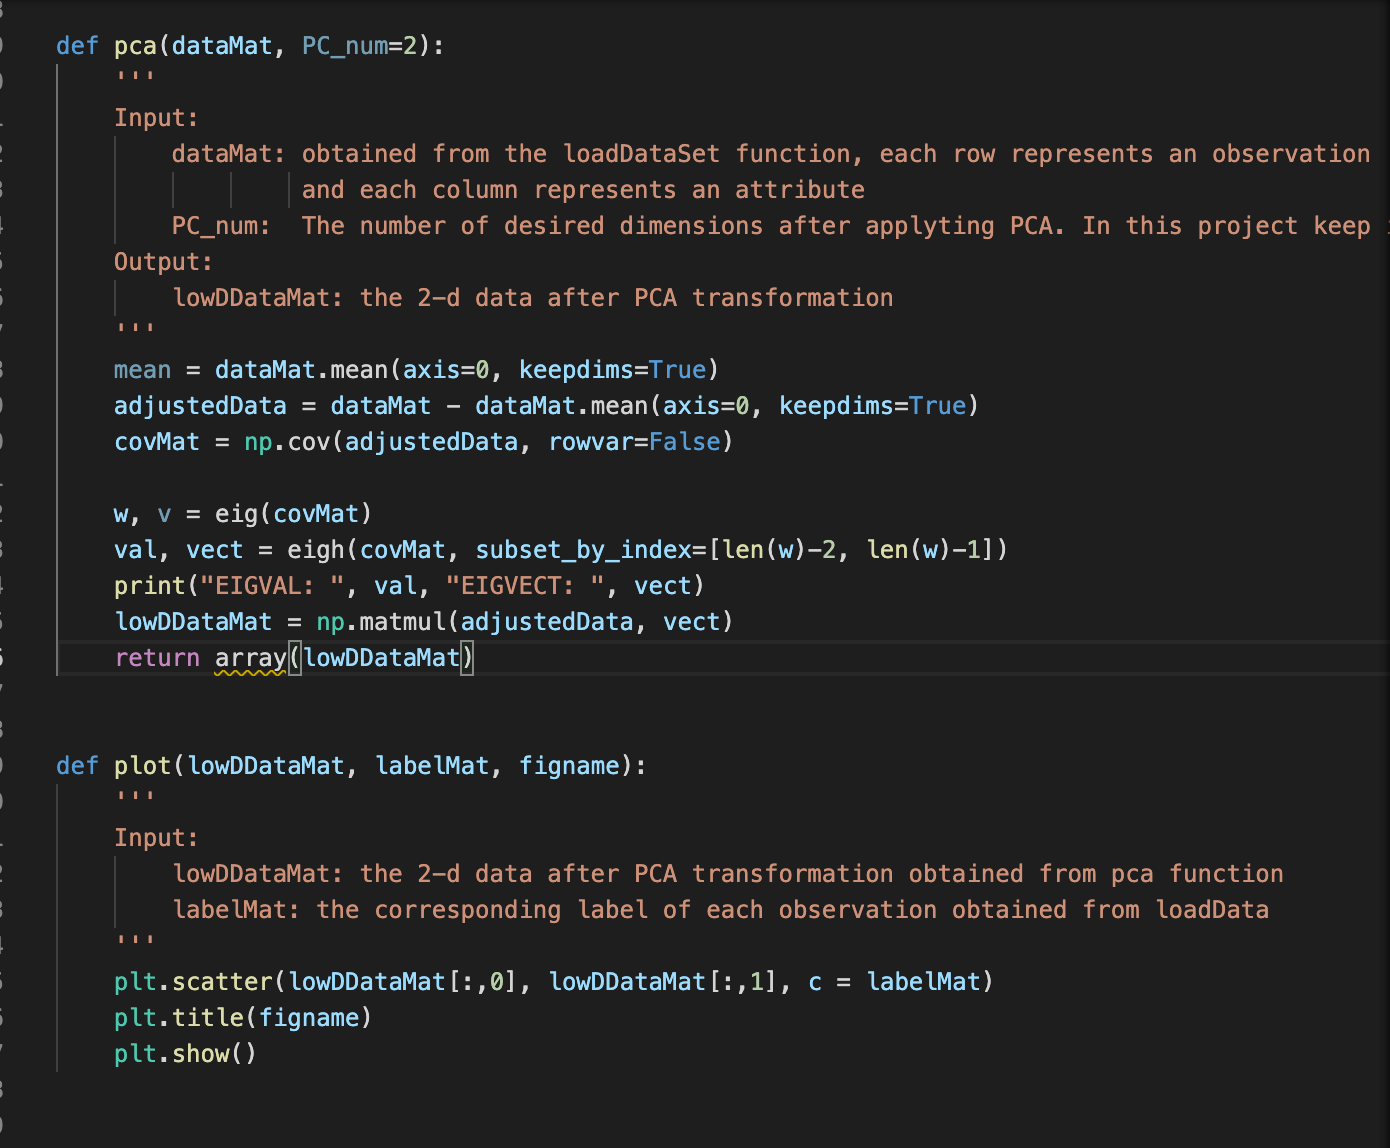 def pca(dataMat, PC_num=2):
    '''
    Input:
        dataMat: obtained from the loadDataSet function, each row represents an observation
                 and each column represents an attribute
        PC_num:  The number of desired dimensions after applyting PCA. In this project keep
    Output:
        lowDDataMat: the 2-d data after PCA transformation
    '''
    mean = dataMat.mean(axis=0, keepdims=True)
    adjustedData = dataMat - dataMat.mean(axis=0, keepdims=True)
    covMat = np.cov(adjustedData, rowvar=False)

    w, v = eig(covMat)
    val, vect = eigh(covMat, subset_by_index=[len(w)-2, len(w)-1])
    print("EIGVAL: ", val, "EIGVECT: ", vect)
    lowDDataMat = np.matmul(adjustedData, vect)
    return array(lowDDataMat)

def plot(lowDDataMat, labelMat, figname):
    '''
    Input:
        lowDDataMat: the 2-d data after PCA transformation obtained from pca function
        labelMat: the corresponding label of each observation obtained from loadData
    '''
    plt.scatter(lowDDataMat[:,0], lowDDataMat[:,1], c = labelMat)
    plt.title(figname)
    plt.show()